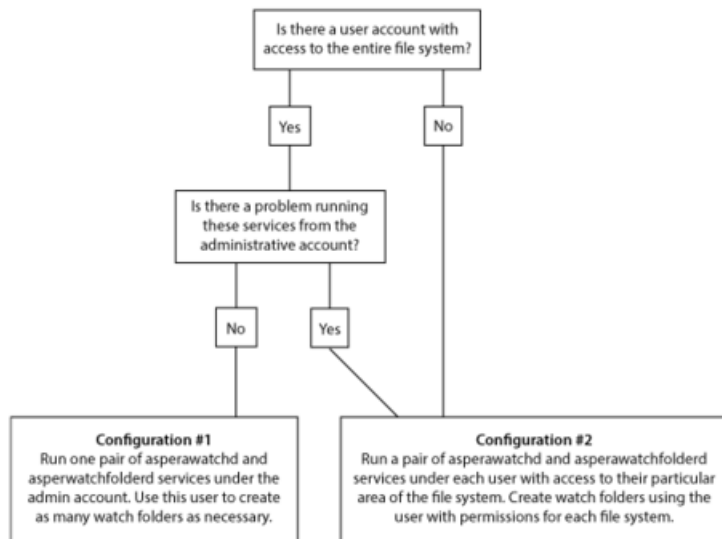 Is there a user account with
access to the entire file system?
Yes
No
Is there a problem running
these services from the
administrative account?
No
Yes
Configuration #1
Run one pair of asperawatchd and
asperwatchfolderd services under the
admin account. Use this user to create
as many watch folders as necessary.
Configuration #2
Run a pair of asperawatchd and asperawatchfolderd
services under each user with access to their particular
area of the file system. Create watch folders using the
user with permissions for each file system.